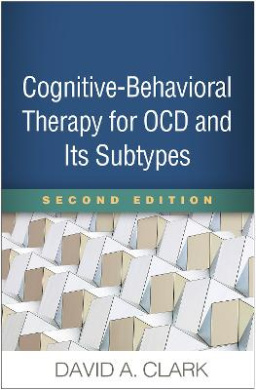 Cognitive-Behavioral
Therapy for OCD and
Its Subtypes
SECOND EDITION
DAVID A. CLARK